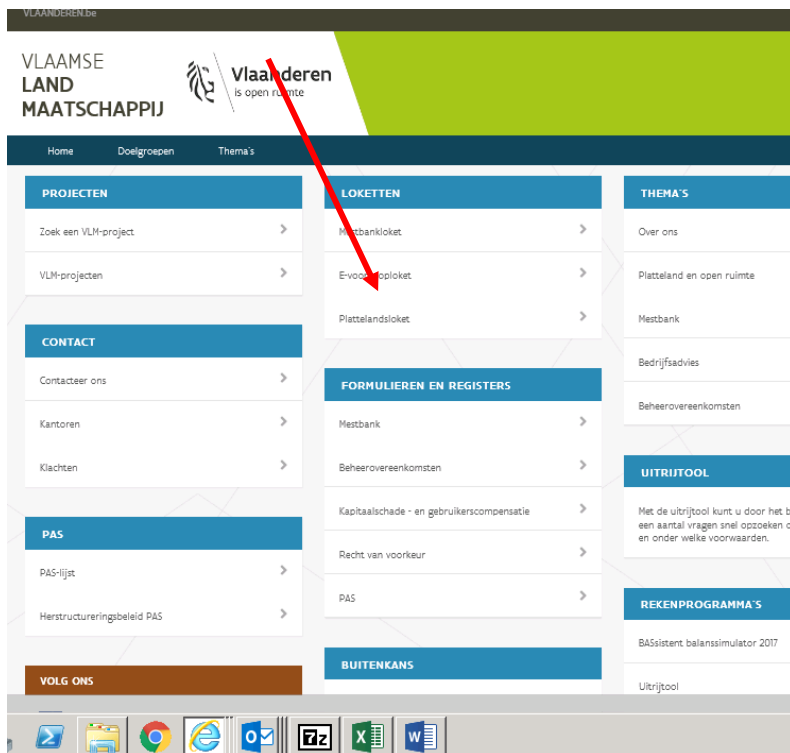 VLAANDEREN.be
VLAAMSE
LAND
MAATSCHAPPIJ
Vlaanderen
is open ruimte
Home
Doelgroepen
Thema's
PROJECTEN
Zoek een VLM-project
VLM-projecten
CONTACT
Contacteer ons
Kantoren
Klachten
PAS
PAS-lijst
Herstructureringsbeleid PAS
VOLG ONS
LOKETTEN
Mestbankloket
E-voorkooploket
Plattelandsloket
FORMULIEREN EN REGISTERS
Mestbank
Beheerovereenkomsten
Kapitaalschade - en gebruikerscompensatie
Recht van voorkeur
PAS
BUITENKANS
THEMA'S
Over ons
Platteland en open ruimte
Mestbank
Bedrijfsadvies
Beheerovereenkomsten
UITRIJTOOL
Met de uitrijtool kunt u door het b
een aantal vragen snel opzoeken o
en onder welke voorwaarden.
REKENPROGRAMMA'S
BASsistent balanssimulator 2017
Uitrijtool
7z